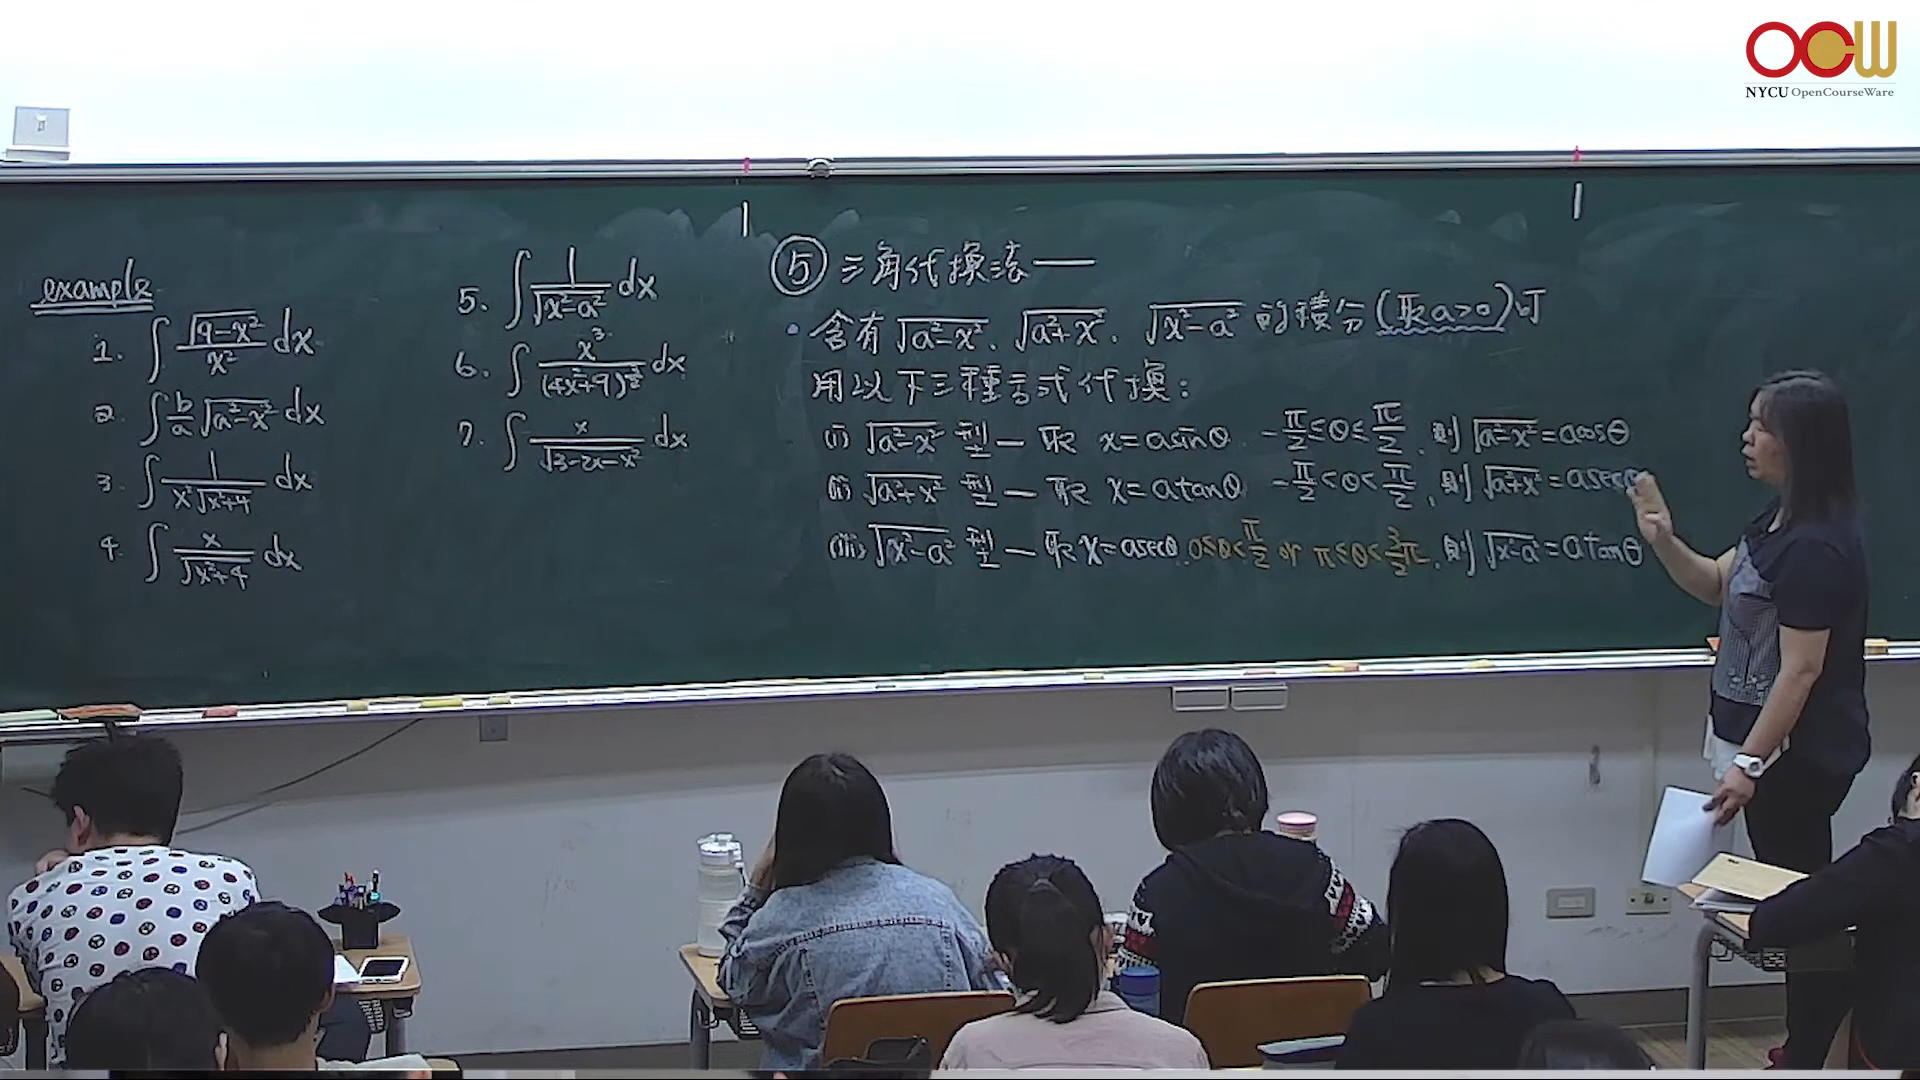 OCW
NYCU OpenCourseWare
example
1. ∫ √(9-x²) / x² dx
2. ∫ b/a √(a²-x²) dx
3. ∫ 1 / (x²√(x²+4)) dx
4. ∫ x / √(x²+4) dx
5. ∫ 1 / √(x²-a²) dx
6. ∫ x³ / (4x²+9)^(3/2) dx
7. ∫ x / √(3-2x-x²) dx
⑤ 三角代換法—
• 含有 √(a²-x²)、√(a²+x²)、√(x²-a²) 的積分(取a>0)可
用以下三種方式代換:
(i) √(a²-x²) 型 — 取 x=asinθ -π/2≤θ≤π/2, 則 √(a²-x²)=acosθ
(ii) √(a²+x²) 型 — 取 x=atanθ -π/2<θ<π/2, 則 √(a²+x²)=asecθ
(iii) √(x²-a²) 型 — 取 x=asecθ 0≤θ<π/2 or π≤θ<3/2π, 則 √(x²-a²)=atanθ